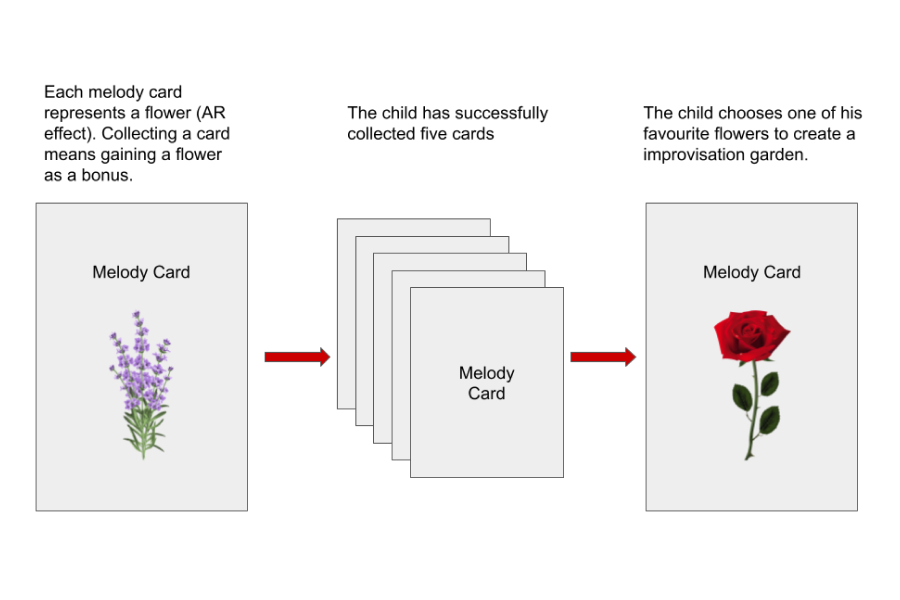 Each melody card
represents a flower (AR
effect). Collecting a card
means gaining a flower
as a bonus.
The child has successfully
collected five cards
The child chooses one of his
favourite flowers to create a
improvisation garden.
Melody Card
Melody
Card
Melody Card